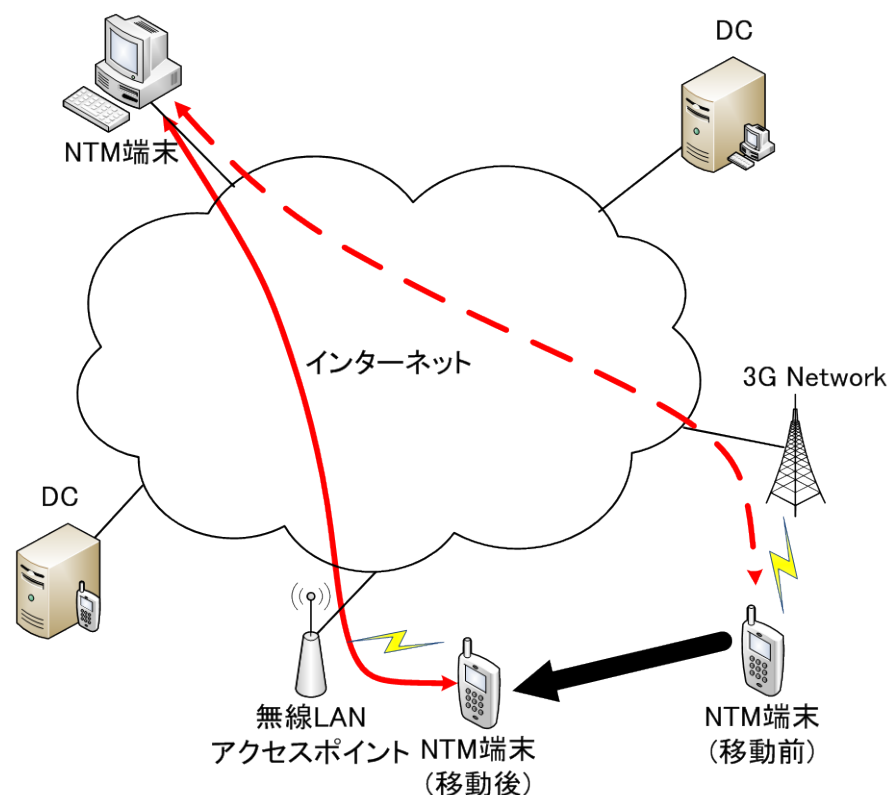 DC
NTM端末
インターネット
3G Network
DC
無線LAN
アクセスポイント
NTM端末
(移動後)
NTM端末
(移動前)